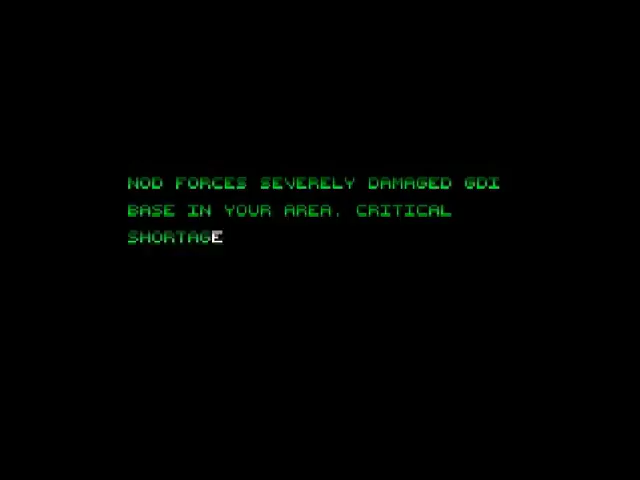 NOD FORCES SEVERELY DAMAGED GDI
BASE IN YOUR AREA. CRITICAL
SHORTAGE